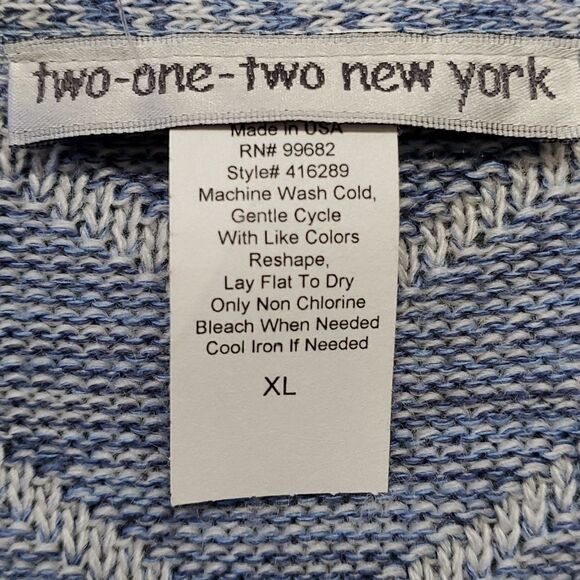 two-one-two new york
Made in USA
RN# 99682
Style# 416289
Machine Wash Cold,
Gentle Cycle
With Like Colors
Reshape,
Lay Flat To Dry
Only Non Chlorine
Bleach When Needed
Cool Iron If Needed
XL